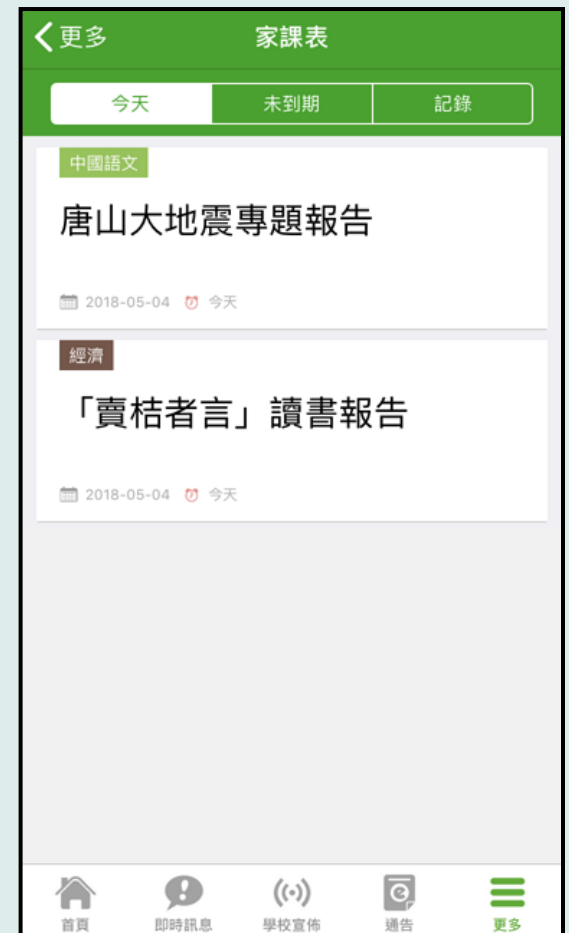 更多 家課表
今天 未到期 記錄
中國語文
唐山大地震專題報告
2018-05-04 今天
經濟
「賣桔者言」讀書報告
2018-05-04 今天
首頁 即時訊息 學校宣佈 通告 更多